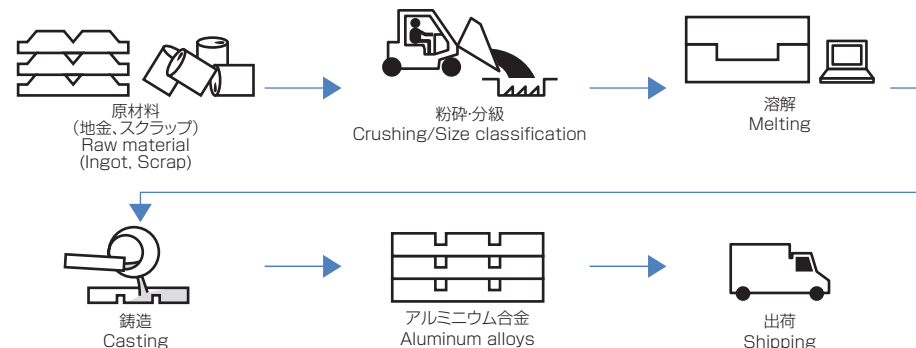 原材料
(地金、スクラップ)
Raw material
(Ingot, Scrap)
粉砕·分級
Crushing/Size classification
溶解
Melting
鋳造
Casting
アルミニウム合金
Aluminum alloys
出荷
Shipping